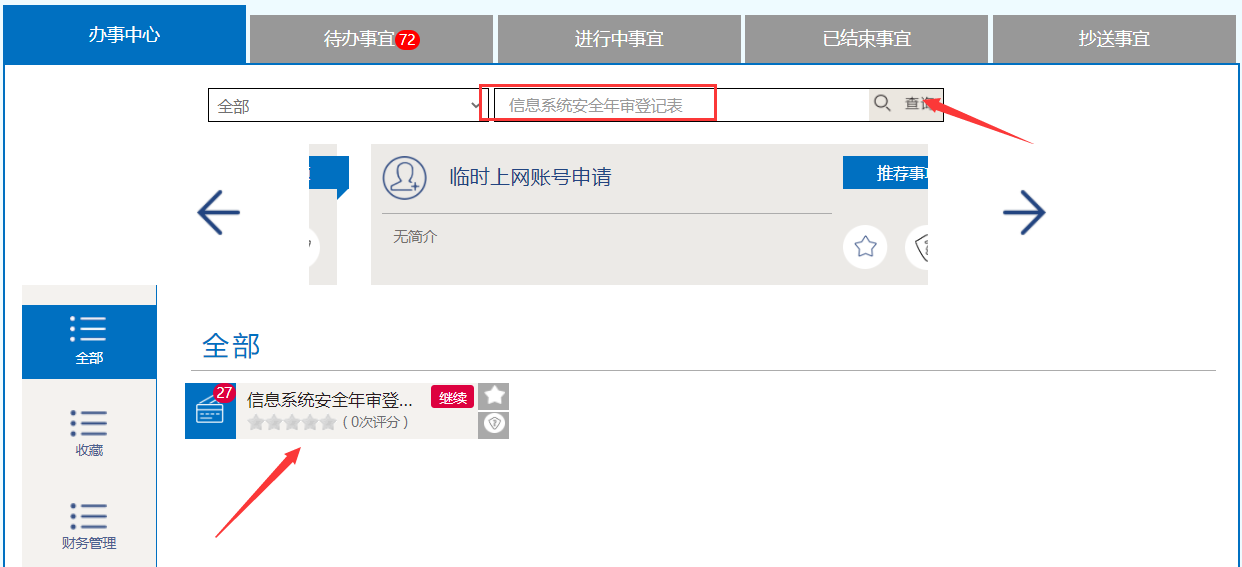 办事中心
待办事宜 72
进行中事宜
已结束事宜
抄送事宜
全部
信息系统安全年审登记表
查询
临时上网账号申请
推荐事项
无简介
全部
收藏
财务管理
全部
27
信息系统安全年审登...
继续
(0次评分)